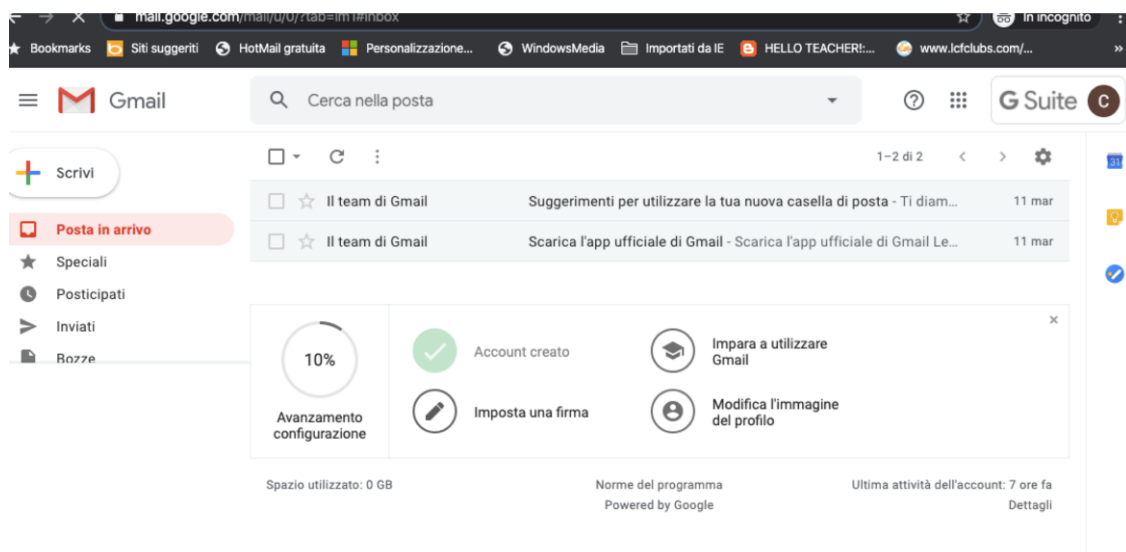 mail.google.com/mail/u/0/?tab=lm1#inbox
In incognito
Bookmarks Siti suggeriti HotMail gratuita Personalizzazione... WindowsMedia Importati da IE HELLO TEACHER!:... www.lcfclubs.com/... »
Gmail
Cerca nella posta
G Suite C
Scrivi
1–2 di 2
31
Il team di Gmail Suggerimenti per utilizzare la tua nuova casella di posta - Ti diam... 11 mar
Posta in arrivo
Il team di Gmail Scarica l'app ufficiale di Gmail - Scarica l'app ufficiale di Gmail Le... 11 mar
Speciali
Posticipati
Inviati
Bozze
10%
Avanzamento
configurazione
Account creato
Impara a utilizzare
Gmail
Imposta una firma
Modifica l'immagine
del profilo
Spazio utilizzato: 0 GB
Norme del programma
Powered by Google
Ultima attività dell'account: 7 ore fa
Dettagli